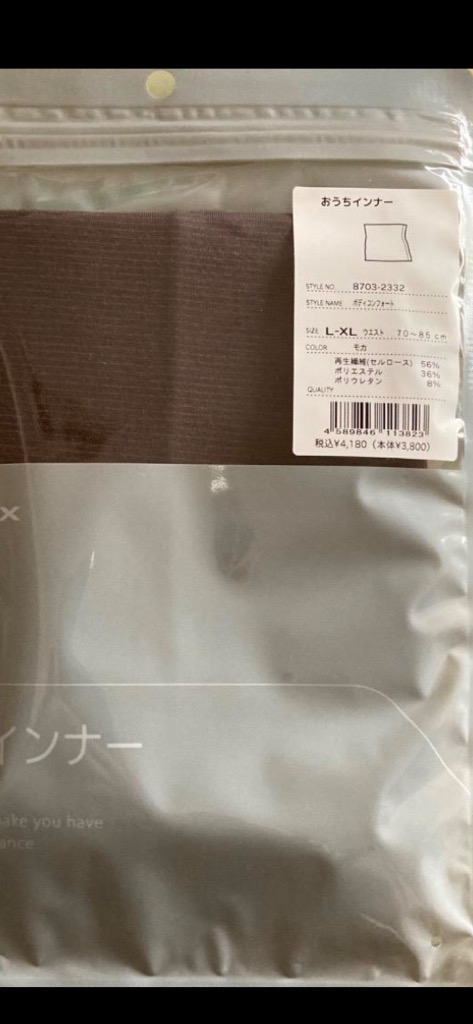 おうちインナー
STYLE NO. 8703-2332
STYLE NAME ボディコンフォート
SIZE L-XL ウエスト 70～85cm
COLOR モカ
再生繊維(セルロース) 56%
ポリエステル 36%
ポリウレタン 8%
QUALITY
4 589846 113823
税込¥4,180（本体¥3,800）
x
インナー
ake you have
ance